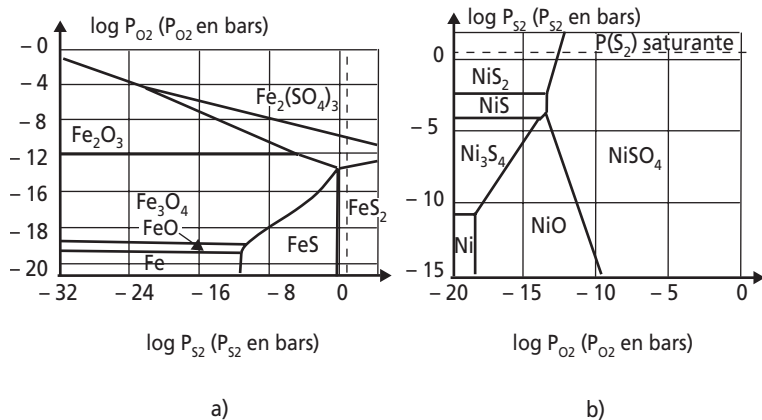 log P_O2 (P_O2 en bars)
– 0
– 4
– 8
– 12
– 16
– 18
– 19
– 20
Fe2(SO4)3
Fe2O3
Fe3O4
FeO
Fe
FeS
FeS2
– 32
– 24
– 16
– 8
0
log P_S2 (P_S2 en bars)
a)
log P_S2 (P_S2 en bars)
P(S2) saturante
0
– 5
– 10
– 15
NiS2
NiS
Ni3S4
NiSO4
NiO
Ni
– 20
– 15
– 10
– 5
0
log P_O2 (P_O2 en bars)
b)